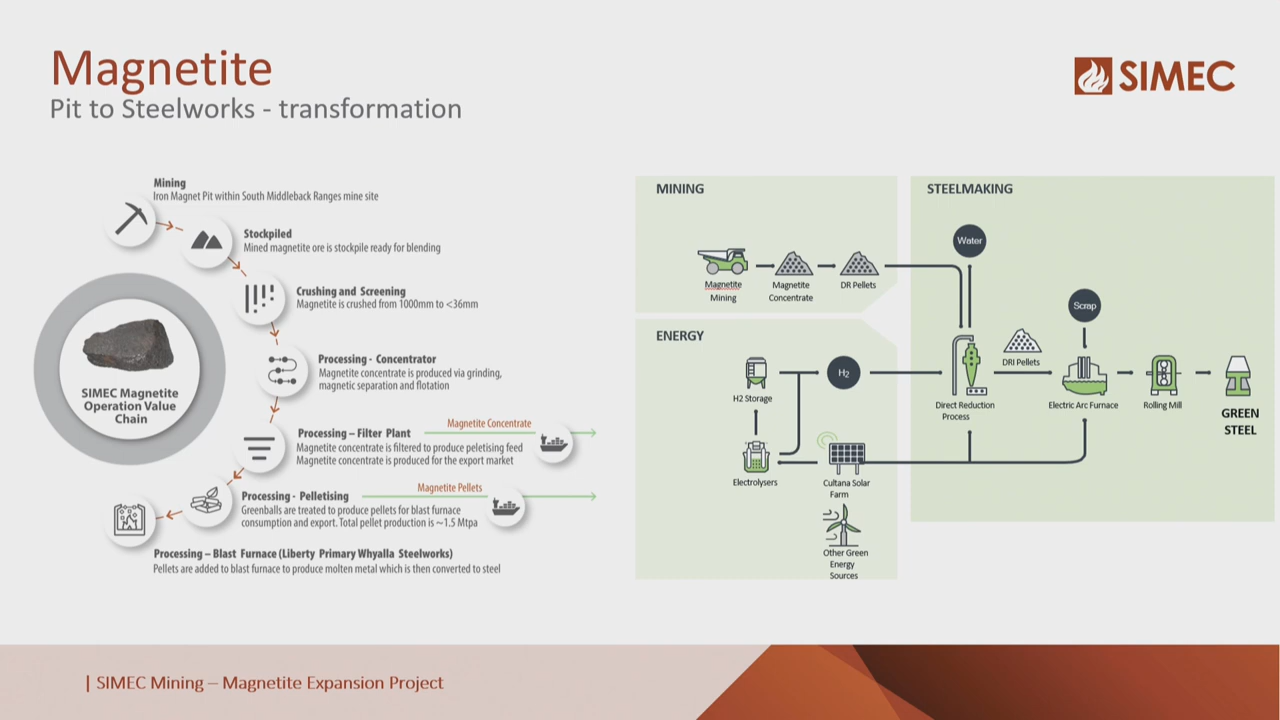 Magnetite
Pit to Steelworks - transformation
SIMEC
Mining
Iron Magnet Pit within South Middleback Ranges mine site
Stockpiled
Mined magnetite ore is stockpile ready for blending
Crushing and Screening
Magnetite is crushed from 1000mm to <36mm
Processing - Concentrator
Magnetite concentrate is produced via grinding,
magnetic separation and flotation
SIMEC Magnetite
Operation Value
Chain
Processing – Filter Plant
Magnetite Concentrate
Magnetite concentrate is filtered to produce peletising feed
Magnetite concentrate is produced for the export market
Processing - Pelletising
Magnetite Pellets
Greenballs are treated to produce pellets for blast furnace
consumption and export. Total pellet production is ~1.5 Mtpa
Processing – Blast Furnace (Liberty Primary Whyalla Steelworks)
Pellets are added to blast furnace to produce molten metal which is then converted to steel
MINING
Magnetite
Mining
Magnetite
Concentrate
DR Pellets
ENERGY
H2 Storage
H2
Electrolysers
Cultana Solar
Farm
Other Green
Energy
Sources
STEELMAKING
Water
Scrap
DRI Pellets
Direct Reduction
Process
Electric Arc Furnace
Rolling Mill
GREEN
STEEL
| SIMEC Mining – Magnetite Expansion Project